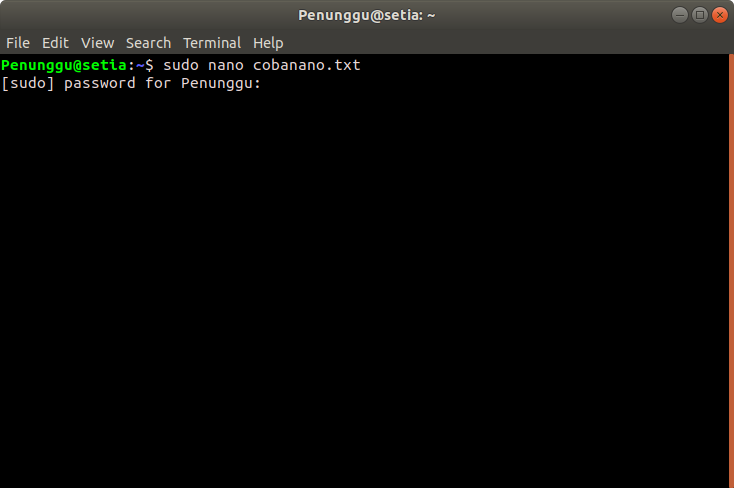 Penunggu@setia: ~
File Edit View Search Terminal Help
Penunggu@setia:~$ sudo nano cobanano.txt
[sudo] password for Penunggu: